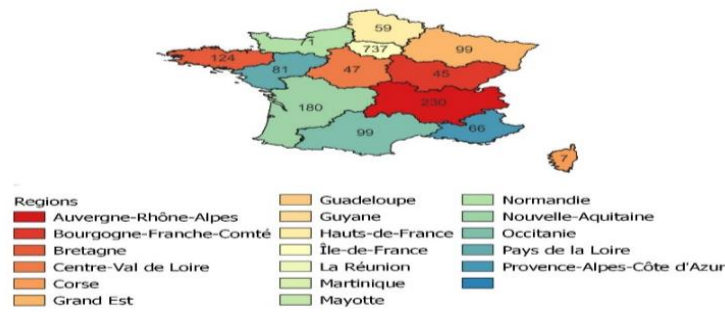 59
71
737
99
124
81
47
45
180
230
99
66
7
Regions
Auvergne-Rhône-Alpes
Bourgogne-Franche-Comté
Bretagne
Centre-Val de Loire
Corse
Grand Est
Guadeloupe
Guyane
Hauts-de-France
Île-de-France
La Réunion
Martinique
Mayotte
Normandie
Nouvelle-Aquitaine
Occitanie
Pays de la Loire
Provence-Alpes-Côte d'Azur